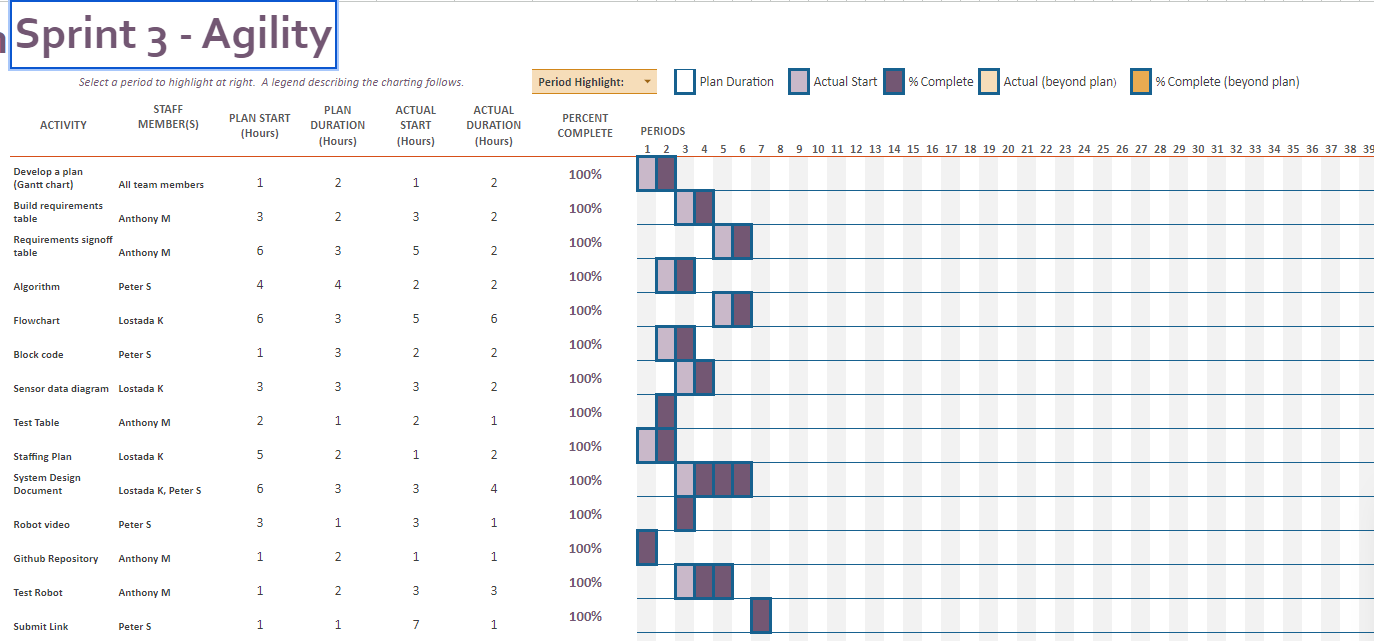 Sprint 3 - Agility
Select a period to highlight at right. A legend describing the charting follows.
Period Highlight:
Plan Duration
Actual Start
% Complete
Actual (beyond plan)
% Complete (beyond plan)
ACTIVITY
STAFF
MEMBER(S)
PLAN START
(Hours)
PLAN
DURATION
(Hours)
ACTUAL
START
(Hours)
ACTUAL
DURATION
(Hours)
PERCENT
COMPLETE
PERIODS
1 2 3 4 5 6 7 8 9 10 11 12 13 14 15 16 17 18 19 20 21 22 23 24 25 26 27 28 29 30 31 32 33 34 35 36 37 38 39
Develop a plan
(Gantt chart) All team members 1 2 1 2 100%
Build requirements
table Anthony M 3 2 3 2 100%
Requirements signoff
table Anthony M 6 3 5 2 100%
Algorithm Peter S 4 4 2 2 100%
Flowchart Lostada K 6 3 5 6 100%
Block code Peter S 1 3 2 2 100%
Sensor data diagram Lostada K 3 3 3 2 100%
Test Table Anthony M 2 1 2 1 100%
Staffing Plan Lostada K 5 2 1 2 100%
System Design
Document Lostada K, Peter S 6 3 3 4 100%
Robot video Peter S 3 1 3 1 100%
Github Repository Anthony M 1 2 1 1 100%
Test Robot Anthony M 1 2 3 3 100%
Submit Link Peter S 1 1 7 1 100%